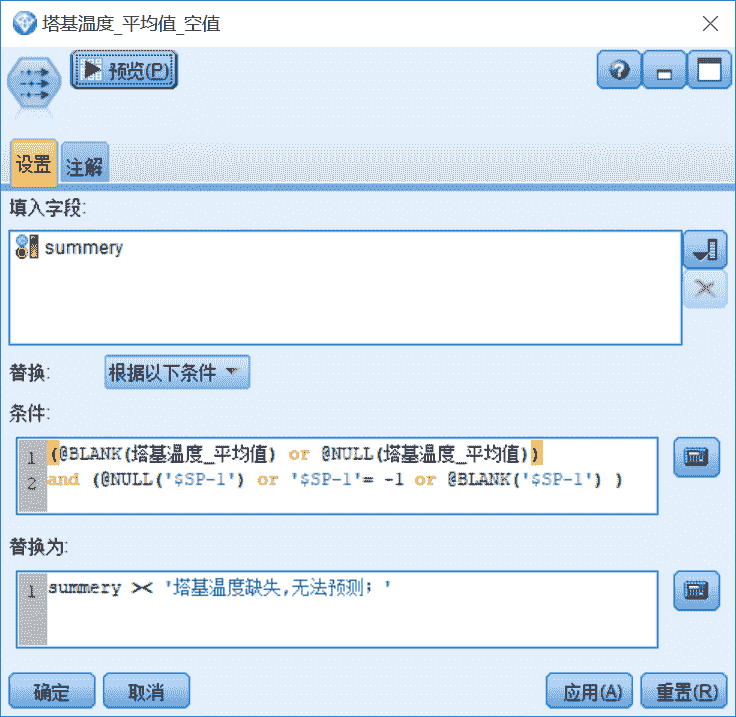 塔基温度_平均值_空值
预览(P)
设置 注解
填入字段:
summery
替换: 根据以下条件
条件:
1 (@BLANK(塔基温度_平均值) or @NULL(塔基温度_平均值))
2 and (@NULL('$SP-1') or '$SP-1'= -1 or @BLANK('$SP-1') )
替换为:
1 summery >< '塔基温度缺失,无法预测；'
确定 取消 应用(A) 重置(R)